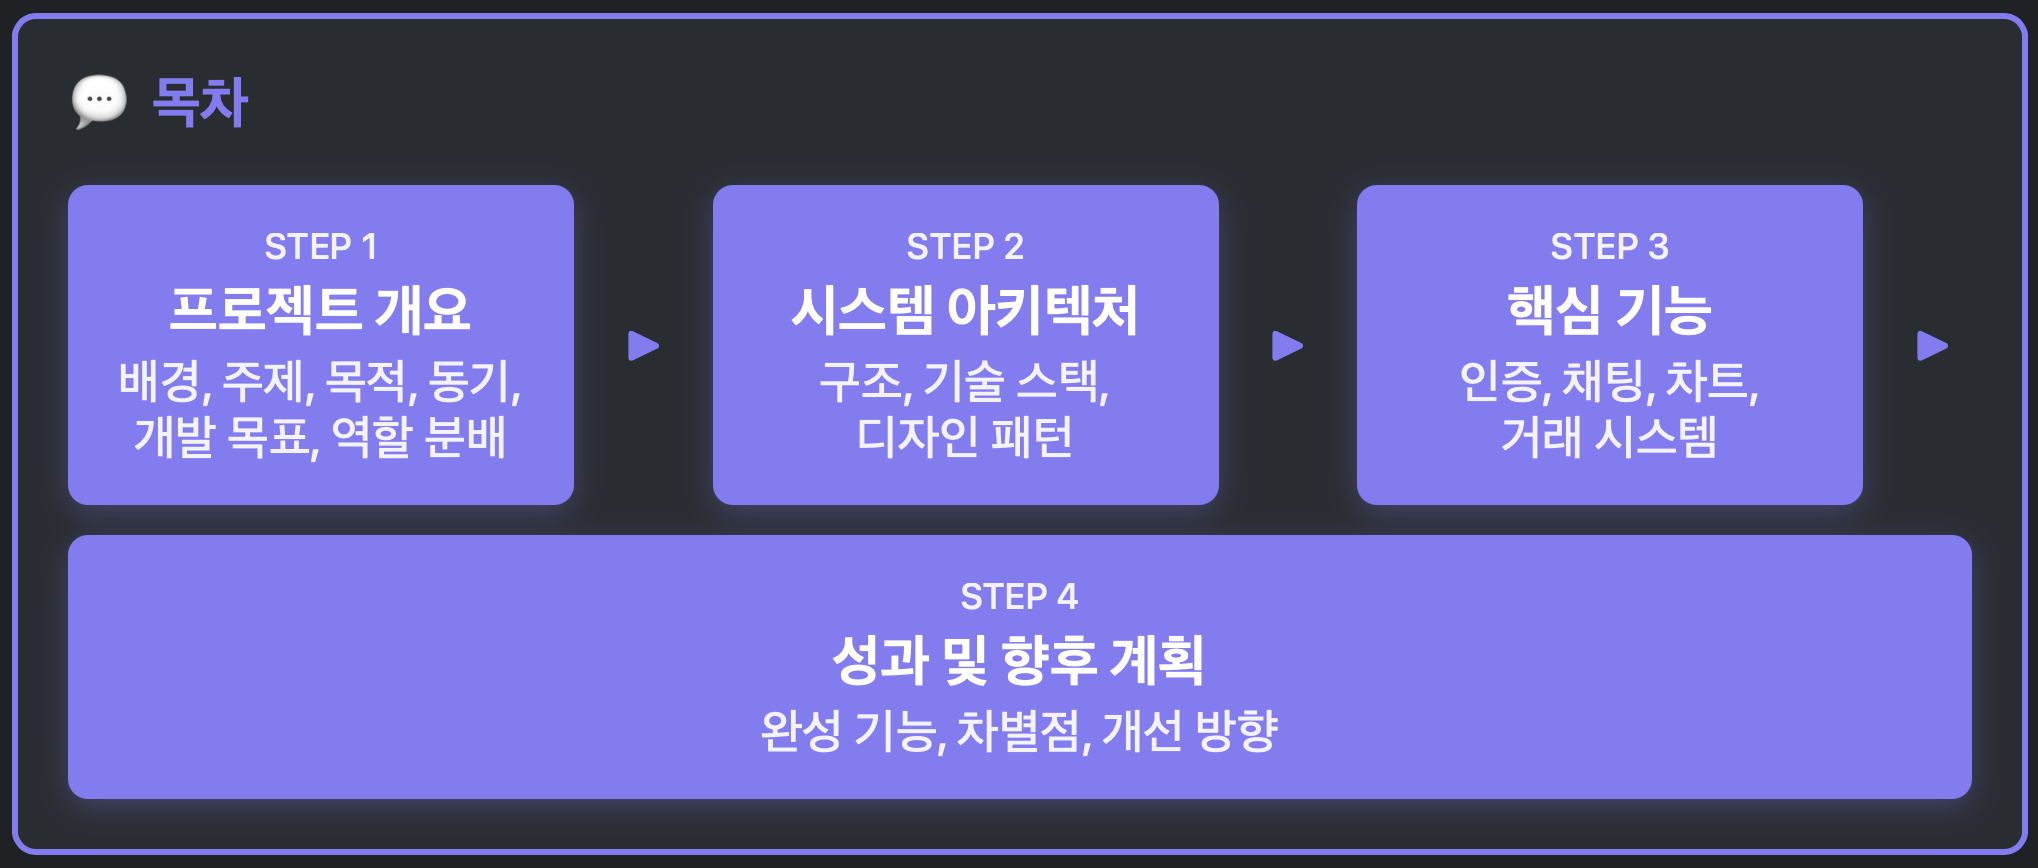 목차
STEP 1
프로젝트 개요
배경, 주제, 목적, 동기,
개발 목표, 역할 분배
STEP 2
시스템 아키텍처
구조, 기술 스택,
디자인 패턴
STEP 3
핵심 기능
인증, 채팅, 차트,
거래 시스템
STEP 4
성과 및 향후 계획
완성 기능, 차별점, 개선 방향